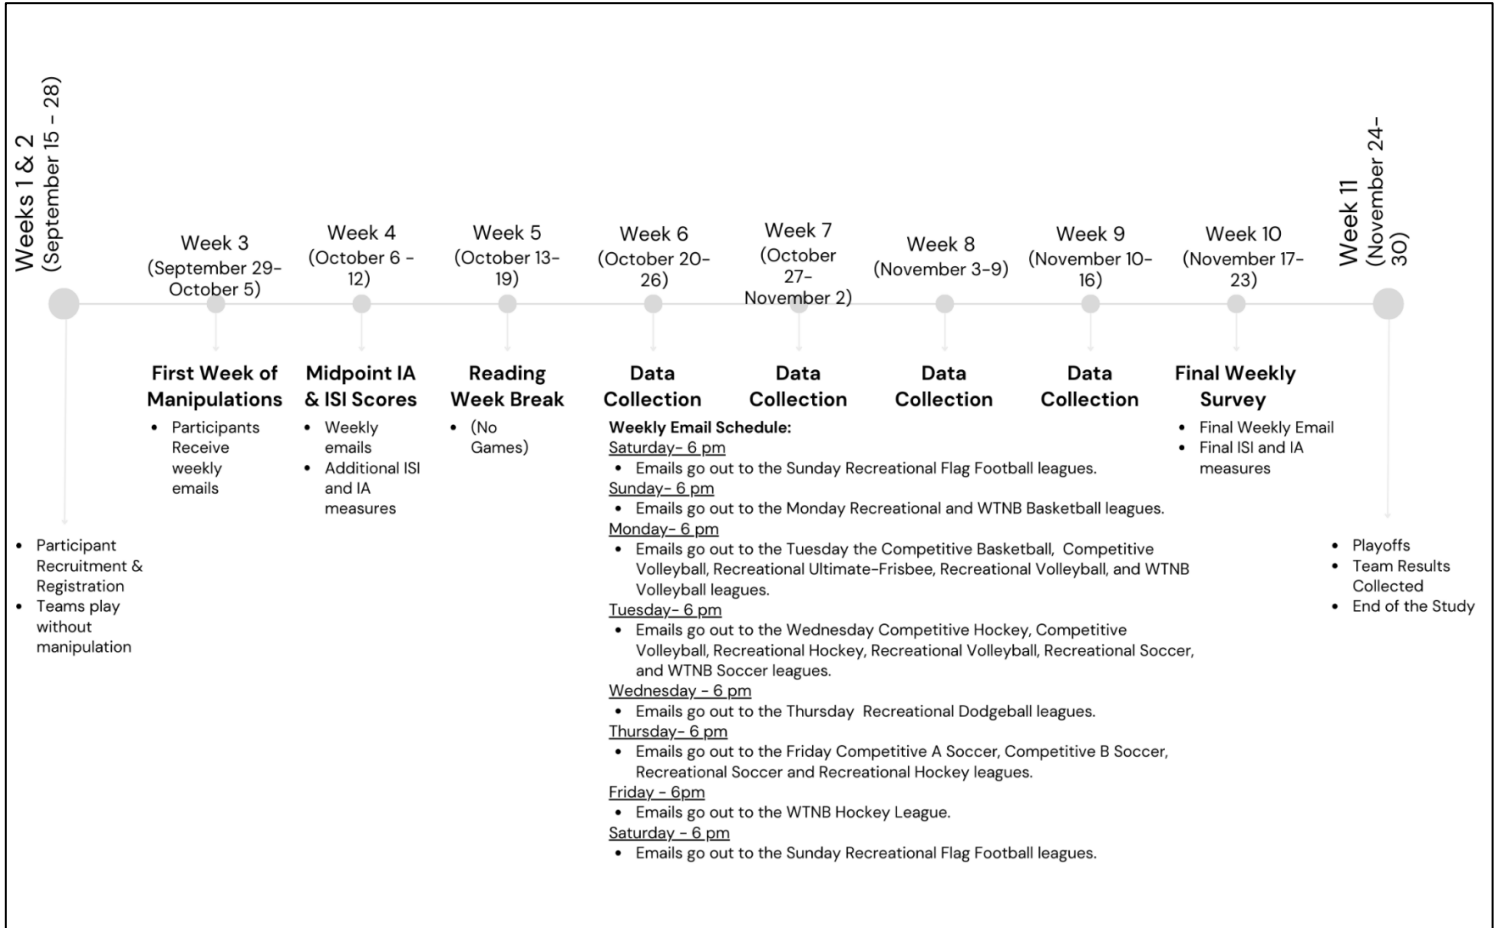 Weeks 1 & 2
(September 15 - 28)
Week 3
(September 29-
October 5)
Week 4
(October 6 -
12)
Week 5
(October 13-
19)
Week 6
(October 20-
26)
Week 7
(October
27-
November 2)
Week 8
(November 3-9)
Week 9
(November 10-
16)
Week 10
(November 17-
23)
Week 11
(November 24-
30)
• Participant
Recruitment &
Registration
• Teams play
without
manipulation
First Week of
Manipulations
• Participants
Receive
weekly
emails
Midpoint IA
& ISI Scores
• Weekly
emails
• Additional ISI
and IA
measures
Reading
Week Break
• (No
Games)
Data
Collection
Data
Collection
Data
Collection
Data
Collection
Weekly Email Schedule:
Saturday- 6 pm
• Emails go out to the Sunday Recreational Flag Football leagues.
Sunday- 6 pm
• Emails go out to the Monday Recreational and WTNB Basketball leagues.
Monday- 6 pm
• Emails go out to the Tuesday the Competitive Basketball, Competitive
Volleyball, Recreational Ultimate-Frisbee, Recreational Volleyball, and WTNB
Volleyball leagues.
Tuesday- 6 pm
• Emails go out to the Wednesday Competitive Hockey, Competitive
Volleyball, Recreational Hockey, Recreational Volleyball, Recreational Soccer,
and WTNB Soccer leagues.
Wednesday - 6 pm
• Emails go out to the Thursday Recreational Dodgeball leagues.
Thursday- 6 pm
• Emails go out to the Friday Competitive A Soccer, Competitive B Soccer,
Recreational Soccer and Recreational Hockey leagues.
Friday - 6pm
• Emails go out to the WTNB Hockey League.
Saturday - 6 pm
• Emails go out to the Sunday Recreational Flag Football leagues.
Final Weekly
Survey
• Final Weekly Email
• Final ISI and IA
measures
• Playoffs
• Team Results
Collected
• End of the Study